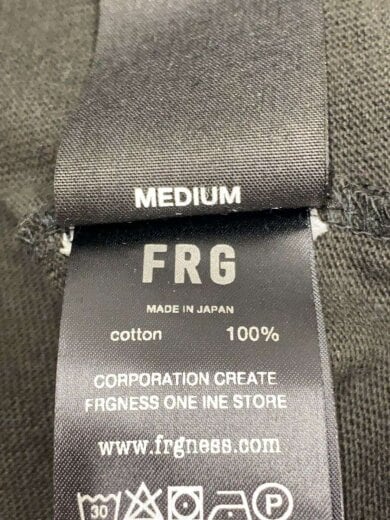 MEDIUM
FRG
MADE IN JAPAN
cotton 100%
CORPORATION CREATE
FRGNESS ONE INE STORE
www.frgness.com
30 P